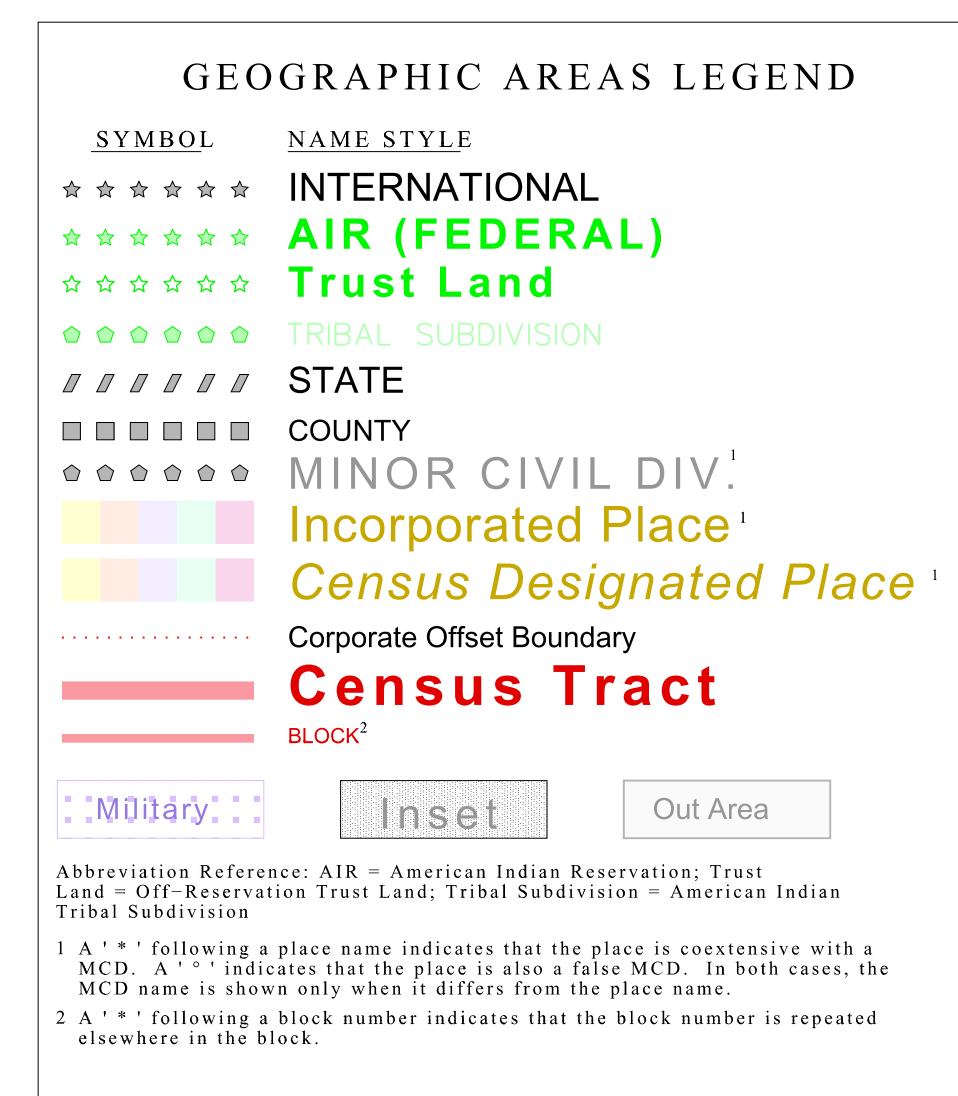 GEOGRAPHIC AREAS LEGEND
SYMBOL NAME STYLE
INTERNATIONAL
AIR (FEDERAL)
Trust Land
TRIBAL SUBDIVISION
STATE
COUNTY
MINOR CIVIL DIV.¹
Incorporated Place ¹
Census Designated Place ¹
Corporate Offset Boundary
Census Tract
BLOCK²
Military Inset Out Area
Abbreviation Reference: AIR = American Indian Reservation; Trust
Land = Off−Reservation Trust Land; Tribal Subdivision = American Indian
Tribal Subdivision
1 A ' * ' following a place name indicates that the place is coextensive with a
MCD. A ' ° ' indicates that the place is also a false MCD. In both cases, the
MCD name is shown only when it differs from the place name.
2 A ' * ' following a block number indicates that the block number is repeated
elsewhere in the block.